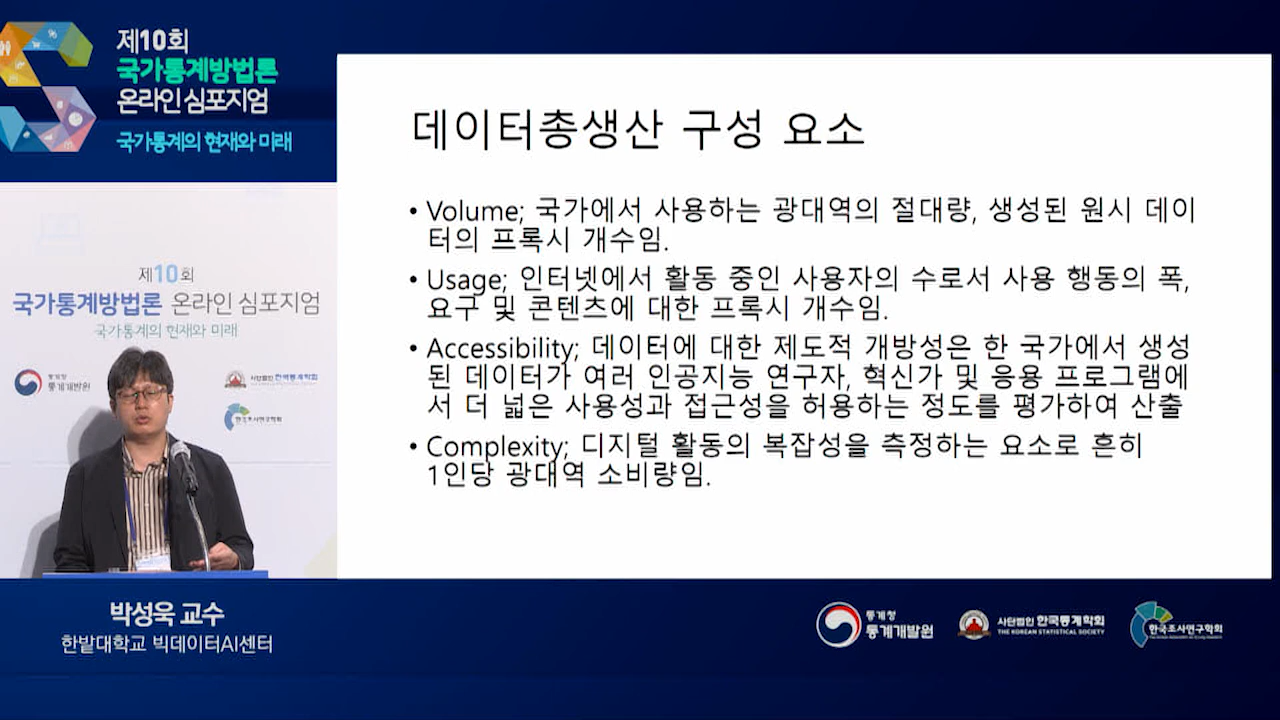 제10회
국가통계방법론
온라인 심포지엄
국가통계의 현재와 미래
제10회
국가통계방법론 온라인 심포지엄
국가통계의 현재와 미래
통계청
통계개발원
사단법인 한국통계학회
한국조사연구학회
데이터총생산 구성 요소
• Volume; 국가에서 사용하는 광대역의 절대량, 생성된 원시 데이
터의 프록시 개수임.
• Usage; 인터넷에서 활동 중인 사용자의 수로서 사용 행동의 폭,
요구 및 콘텐츠에 대한 프록시 개수임.
• Accessibility; 데이터에 대한 제도적 개방성은 한 국가에서 생성
된 데이터가 여러 인공지능 연구자, 혁신가 및 응용 프로그램에
서 더 넓은 사용성과 접근성을 허용하는 정도를 평가하여 산출
• Complexity; 디지털 활동의 복잡성을 측정하는 요소로 흔히
1인당 광대역 소비량임.
박성욱 교수
한밭대학교 빅데이터AI센터
통계청
통계개발원
사단법인 한국통계학회
THE KOREAN STATISTICAL SOCIETY
한국조사연구학회